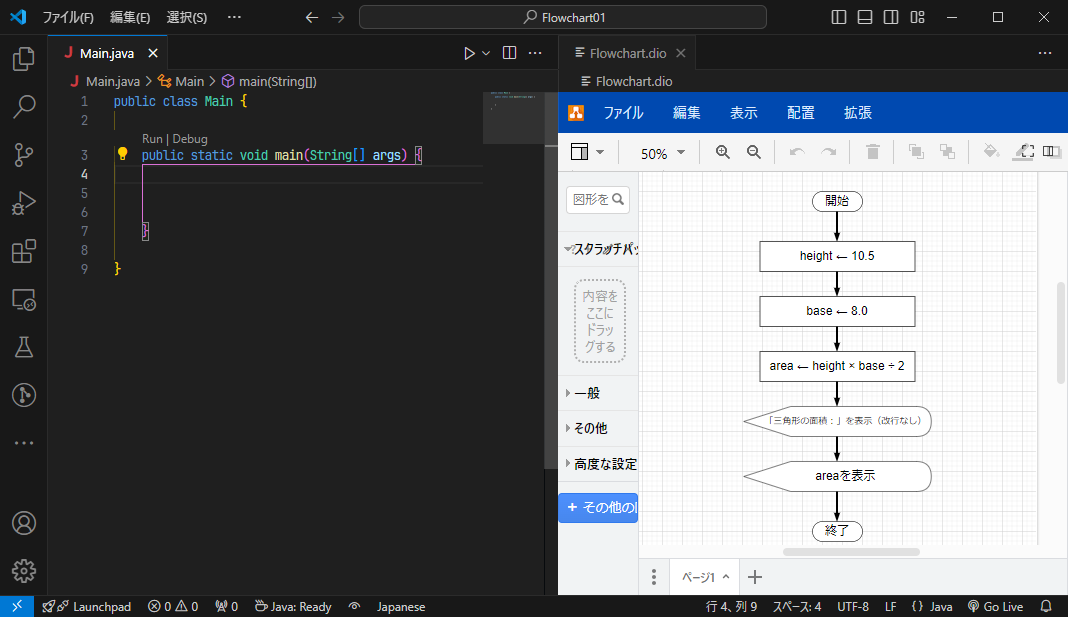 ファイル(F) 編集(E) 選択(S) ··· Flowchart01
Main.java
Main.java > Main > main(String[])
1 public class Main {
2
Run | Debug
3 public static void main(String[] args) {
4
5
6
7 }
8
9 }
Flowchart.dio
Flowchart.dio
ファイル 編集 表示 配置 拡張
50%
図形を
スクラッチパッ
内容を
ここに
ドラッ
グする
一般
その他
高度な設定
+ その他の
開始
height ← 10.5
base ← 8.0
area ← height × base ÷ 2
「三角形の面積：」を表示（改行なし）
areaを表示
終了
ページ1
Launchpad 0 0 0 Java: Ready Japanese 行 4、列 9 スペース: 4 UTF-8 LF {} Java Go Live